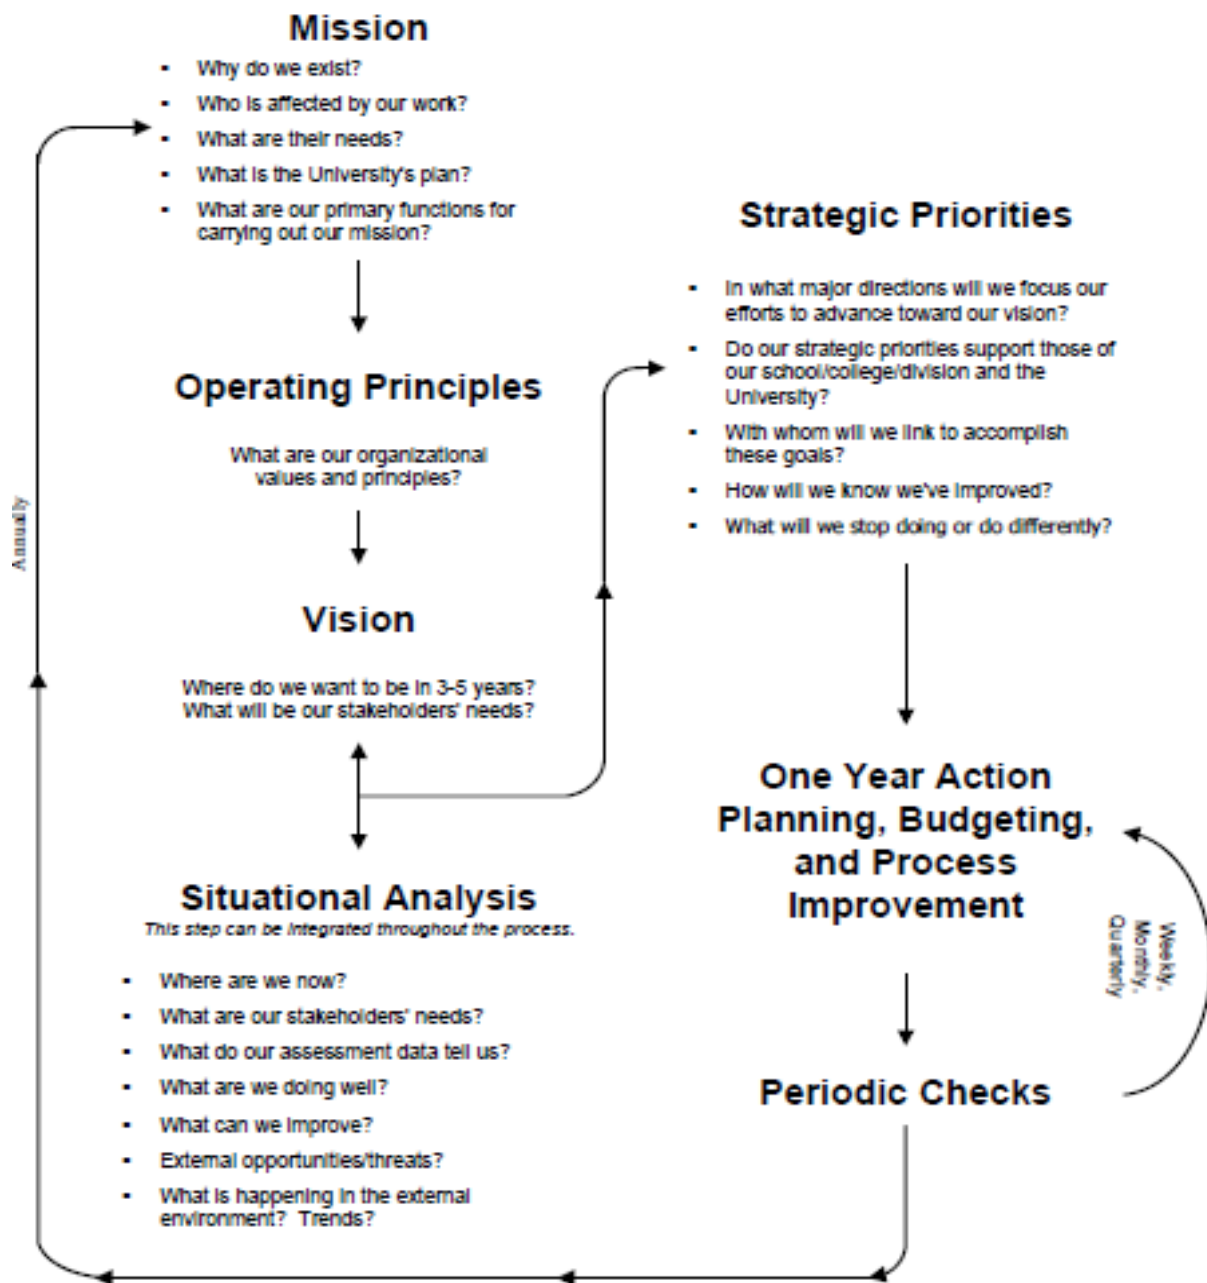 Mission
▪ Why do we exist?
▪ Who is affected by our work?
▪ What are their needs?
▪ What is the University's plan?
▪ What are our primary functions for
carrying out our mission?
Operating Principles
What are our organizational
values and principles?
Vision
Where do we want to be in 3-5 years?
What will be our stakeholders' needs?
Situational Analysis
This step can be integrated throughout the process.
▪ Where are we now?
▪ What are our stakeholders' needs?
▪ What do our assessment data tell us?
▪ What are we doing well?
▪ What can we improve?
▪ External opportunities/threats?
▪ What is happening in the external
environment? Trends?
Annually
Strategic Priorities
▪ In what major directions will we focus our
efforts to advance toward our vision?
▪ Do our strategic priorities support those of
our school/college/division and the
University?
▪ With whom will we link to accomplish
these goals?
▪ How will we know we've improved?
▪ What will we stop doing or do differently?
One Year Action
Planning, Budgeting,
and Process
Improvement
Weekly,
Monthly,
Quarterly
Periodic Checks